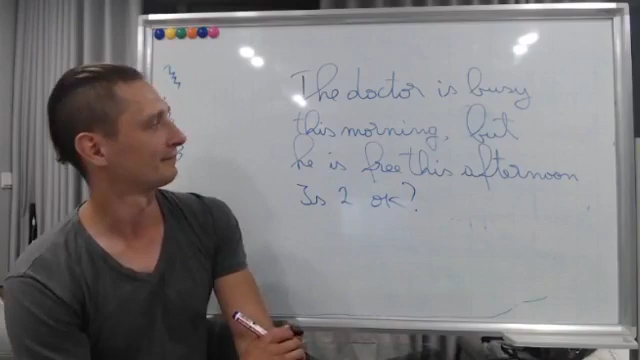 The doctor is busy
this morning, but
he is free this afternoon
Is 2 ok?